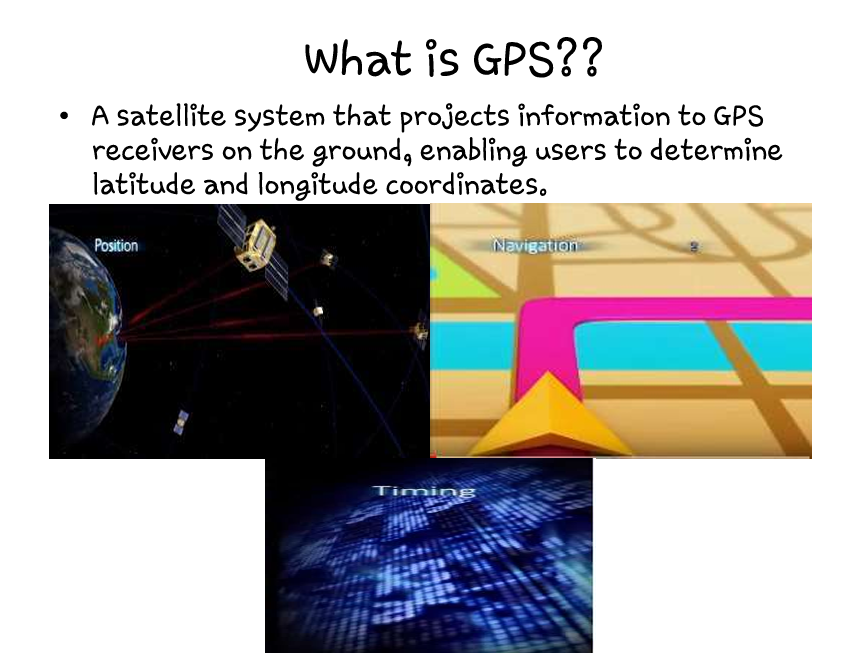 What is GPS??
• A satellite system that projects information to GPS
receivers on the ground, enabling users to determine
latitude and longitude coordinates.
Position
Navigation
Timing